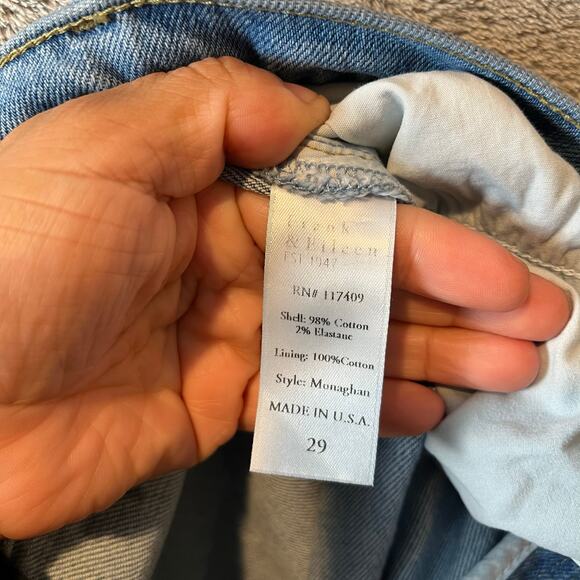 Frank
& Eileen
EST 1947
RN# 117409
Shell: 98% Cotton
2% Elastane
Lining: 100%Cotton
Style: Monaghan
MADE IN U.S.A.
29